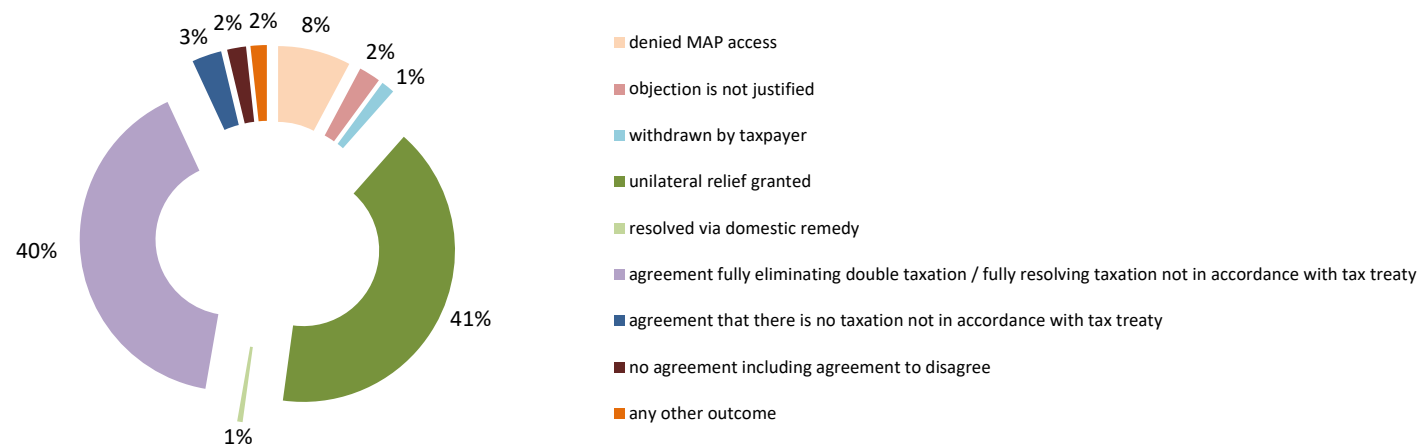 3%
2%
2%
8%
2%
1%
40%
41%
1%
denied MAP access
objection is not justified
withdrawn by taxpayer
unilateral relief granted
resolved via domestic remedy
agreement fully eliminating double taxation / fully resolving taxation not in accordance with tax treaty
agreement that there is no taxation not in accordance with tax treaty
no agreement including agreement to disagree
any other outcome